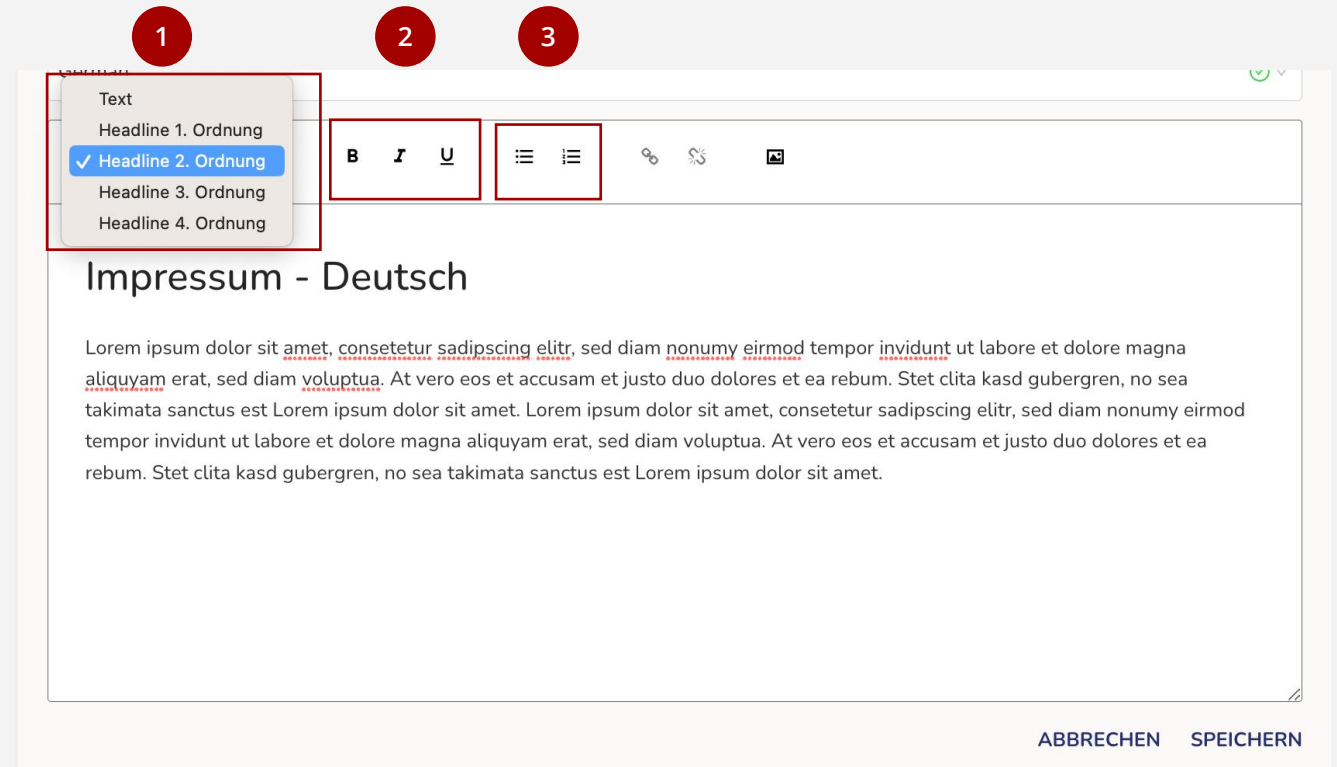 1 2 3
German
Text
Headline 1. Ordnung
Headline 2. Ordnung
Headline 3. Ordnung
Headline 4. Ordnung
B I U
Impressum - Deutsch
Lorem ipsum dolor sit amet, consetetur sadipscing elitr, sed diam nonumy eirmod tempor invidunt ut labore et dolore magna
aliquyam erat, sed diam voluptua. At vero eos et accusam et justo duo dolores et ea rebum. Stet clita kasd gubergren, no sea
takimata sanctus est Lorem ipsum dolor sit amet. Lorem ipsum dolor sit amet, consetetur sadipscing elitr, sed diam nonumy eirmod
tempor invidunt ut labore et dolore magna aliquyam erat, sed diam voluptua. At vero eos et accusam et justo duo dolores et ea
rebum. Stet clita kasd gubergren, no sea takimata sanctus est Lorem ipsum dolor sit amet.
ABBRECHEN SPEICHERN